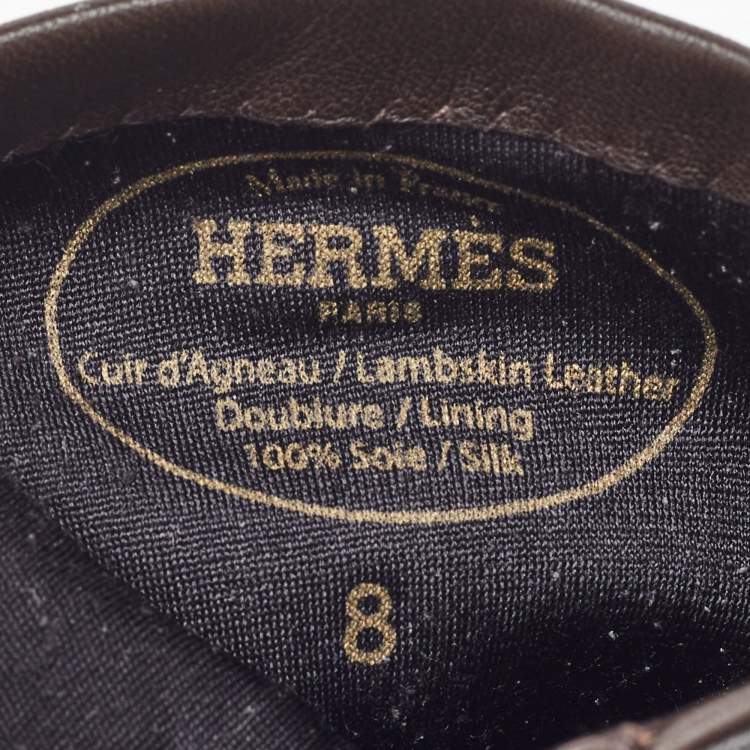 Made in France
HERMÈS
PARIS
Cuir d'Agneau / Lambskin Leather
Doublure / Lining
100% Soie / Silk
8